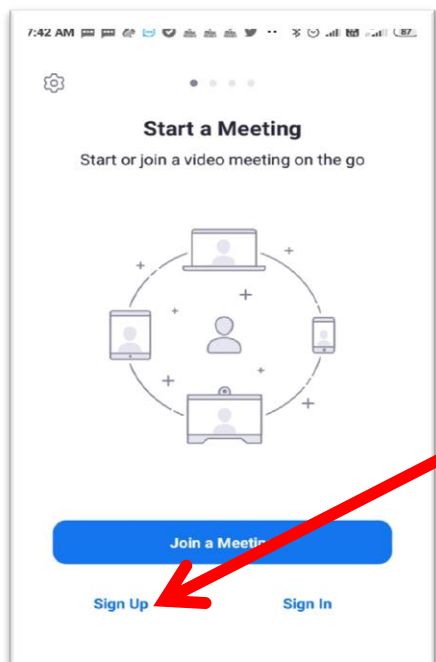 7:42 AM 87
Start a Meeting
Start or join a video meeting on the go
Join a Meetin
Sign Up Sign In